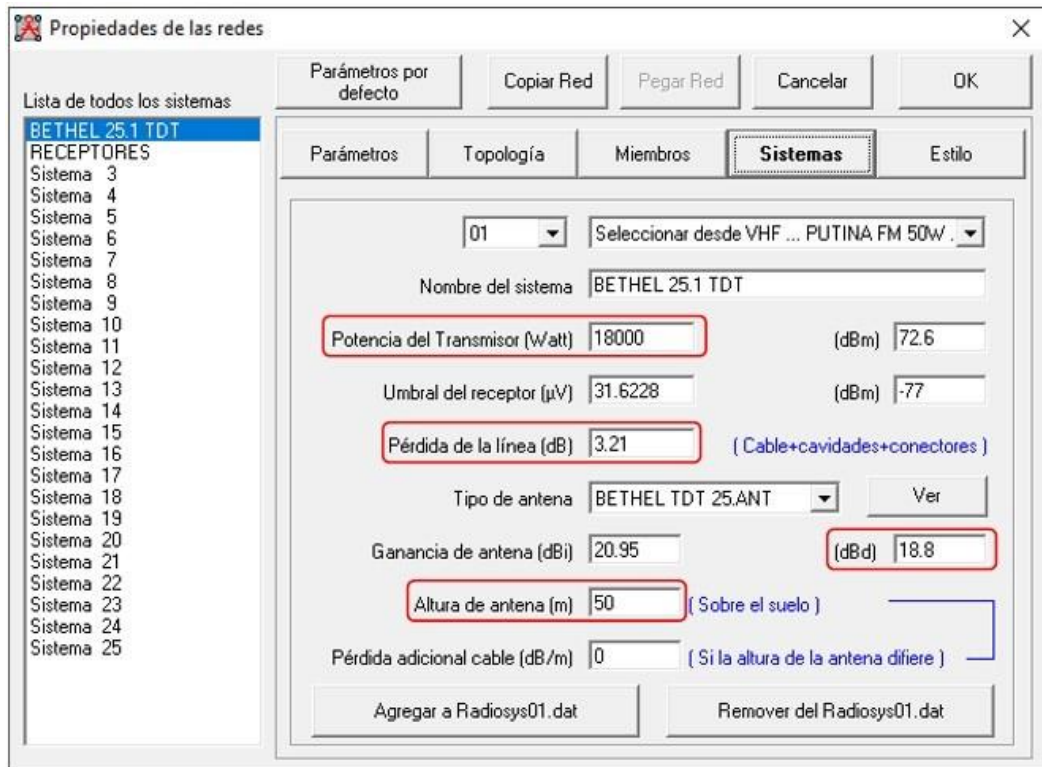 Propiedades de las redes
Parámetros por defecto
Copiar Red
Pegar Red
Cancelar
OK
Lista de todos los sistemas
BETHEL 25.1 TDT
RECEPTORES
Sistema 3
Sistema 4
Sistema 5
Sistema 6
Sistema 7
Sistema 8
Sistema 9
Sistema 10
Sistema 11
Sistema 12
Sistema 13
Sistema 14
Sistema 15
Sistema 16
Sistema 17
Sistema 18
Sistema 19
Sistema 20
Sistema 21
Sistema 22
Sistema 23
Sistema 24
Sistema 25
Parámetros
Topología
Miembros
Sistemas
Estilo
01
Seleccionar desde VHF ... PUTINA FM 50W .
Nombre del sistema BETHEL 25.1 TDT
Potencia del Transmisor (Watt) 18000 (dBm) 72.6
Umbral del receptor (µV) 31.6228 (dBm) -77
Pérdida de la línea (dB) 3.21 ( Cable+cavidades+conectores )
Tipo de antena BETHEL TDT 25.ANT Ver
Ganancia de antena (dBi) 20.95 (dBd) 18.8
Altura de antena (m) 50 ( Sobre el suelo )
Pérdida adicional cable (dB/m) 0 ( Si la altura de la antena difiere )
Agregar a Radiosys01.dat
Remover del Radiosys01.dat